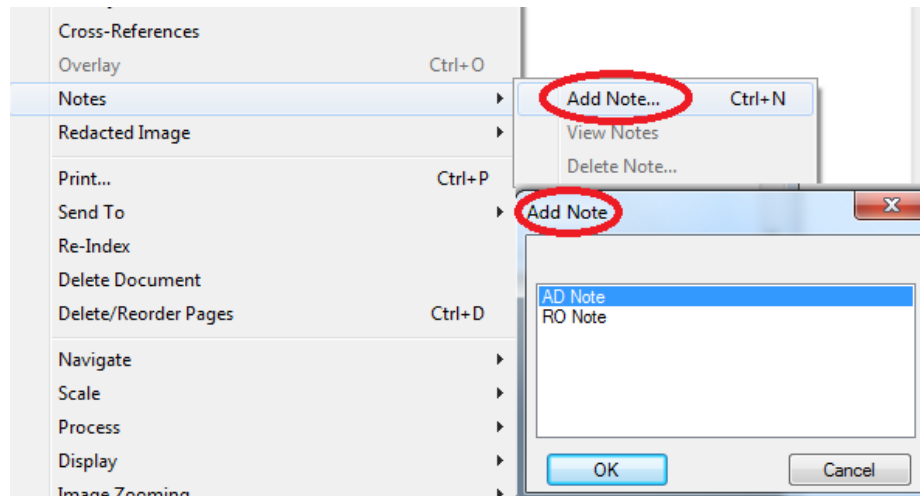 Cross-References
Overlay Ctrl+O
Notes
Redacted Image
Print... Ctrl+P
Send To
Re-Index
Delete Document
Delete/Reorder Pages Ctrl+D
Navigate
Scale
Process
Display
Image Zooming
Add Note... Ctrl+N
View Notes
Delete Note...
Add Note
AD Note
RO Note
OK Cancel